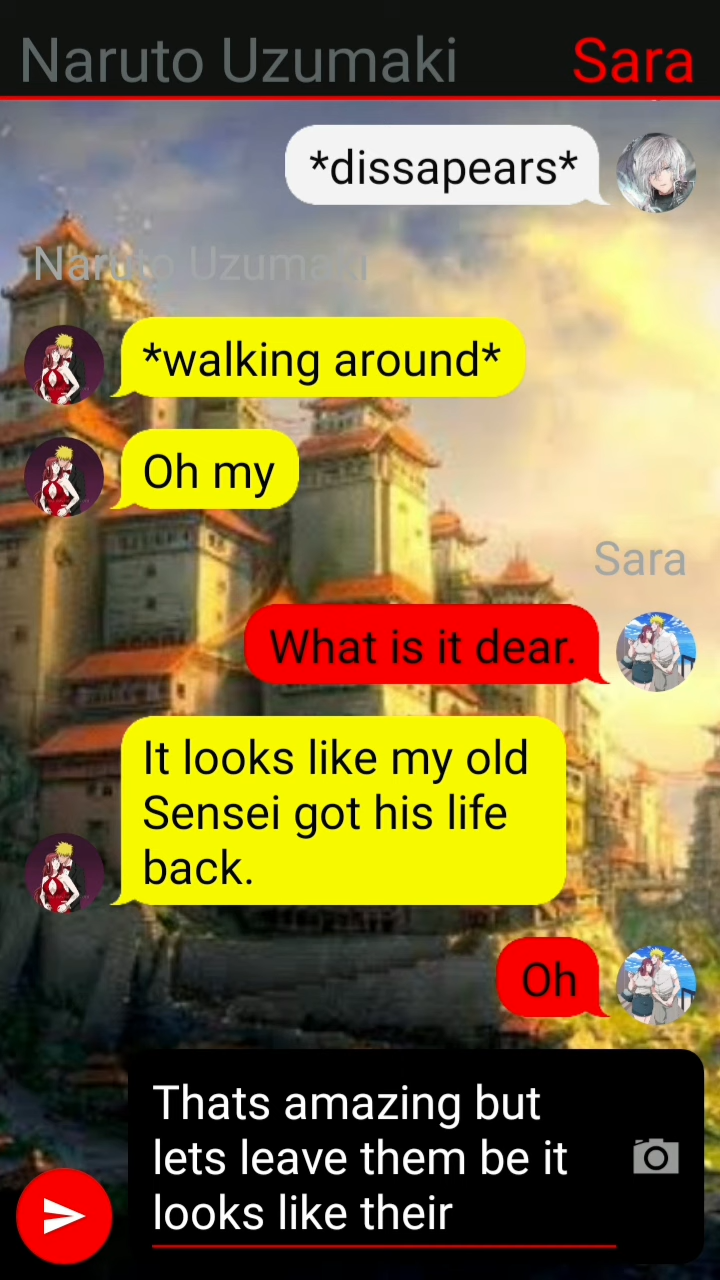 Naruto Uzumaki Sara
*dissapears*
Naruto Uzumaki
*walking around*
Oh my
Sara
What is it dear.
It looks like my old
Sensei got his life
back.
Oh
Thats amazing but
lets leave them be it
looks like their